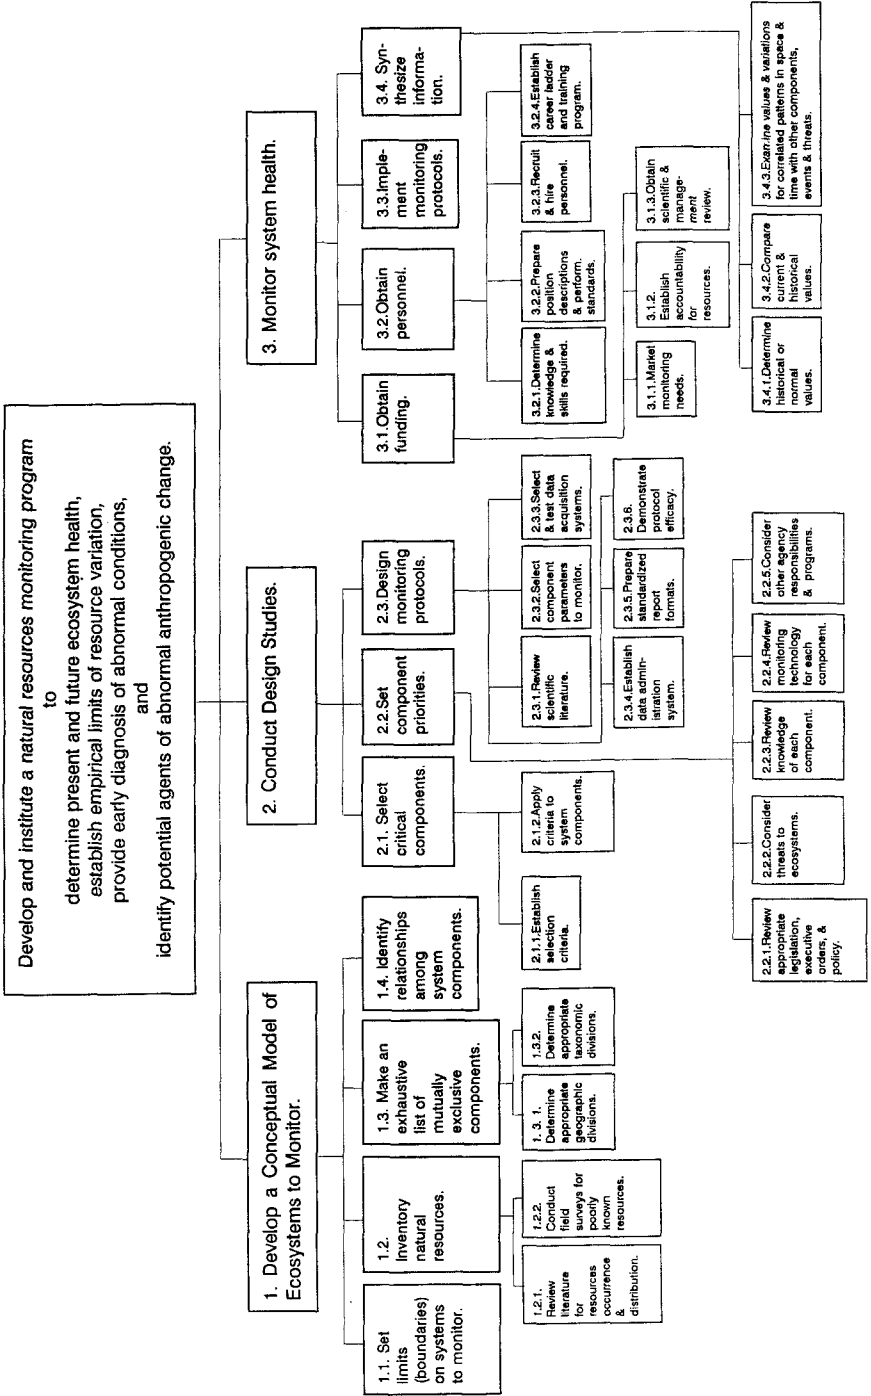 Develop and institute a natural resources monitoring program
to
determine present and future ecosystem health,
establish empirical limits of resource variation,
provide early diagnosis of abnormal conditions,
and
identify potential agents of abnormal anthropogenic change.
1. Develop a Conceptual Model of
Ecosystems to Monitor.
2. Conduct Design Studies.
3. Monitor system health.
1.1. Set
limits
(boundaries)
on systems
to monitor.
1.2.
Inventory
natural
resources.
1.3. Make an
exhaustive
list of
mutually
exclusive
components.
1.4. Identify
relationships
among
system
components.
2.1. Select
critical
components.
2.2. Set
component
priorities.
2.3. Design
monitoring
protocols.
3.1.Obtain
funding.
3.2.Obtain
personnel.
3.3.Imple-
ment
monitoring
protocols.
3.4. Syn-
thesize
informa-
tion.
1.2.1.
Review
literature
for
resources
occurrence
&
distribution.
1.2.2.
Conduct
field
surveys for
poorly
known
resources.
1. 3. 1.
Determine
appropriate
geographic
divisions.
1.3.2.
Determine
appropriate
taxonomic
divisions.
2.1.1.Establish
selection
criteria.
2.1.2.Apply
criteria to
system
components.
2.3.1.Review
scientific
literature.
2.3.2.Select
component
parameters
to monitor.
2.3.3.Select
& test data
acquisition
systems.
2.3.4.Establish
data admin-
istration
system.
2.3.5.Prepare
standardized
report
formats.
2.3.6.
Demonstrate
protocol
efficacy.
2.2.1.Review
appropriate
legislation,
executive
orders, &
policy.
2.2.2.Consider
threats to
ecosystems.
2.2.3.Review
knowledge
of each
component.
2.2.4.Review
monitoring
technology
for each
component.
2.2.5.Consider
other agency
responsibilities
& programs.
3.2.1.Determine
knowledge &
skills required.
3.2.2.Prepare
position
descriptions
& perform.
standards.
3.2.3.Recruit
& hire
personnel.
3.2.4.Establish
career ladder
and training
program.
3.1.1.Market
monitoring
needs.
3.1.2.
Establish
accountability
for
resources.
3.1.3.Obtain
scientific &
manage-
ment
review.
3.4.1.Determine
historical or
normal
values.
3.4.2.Compare
current &
historical
values.
3.4.3.Examine values & variations
for correlated patterns in space &
time with other components,
events & threats.